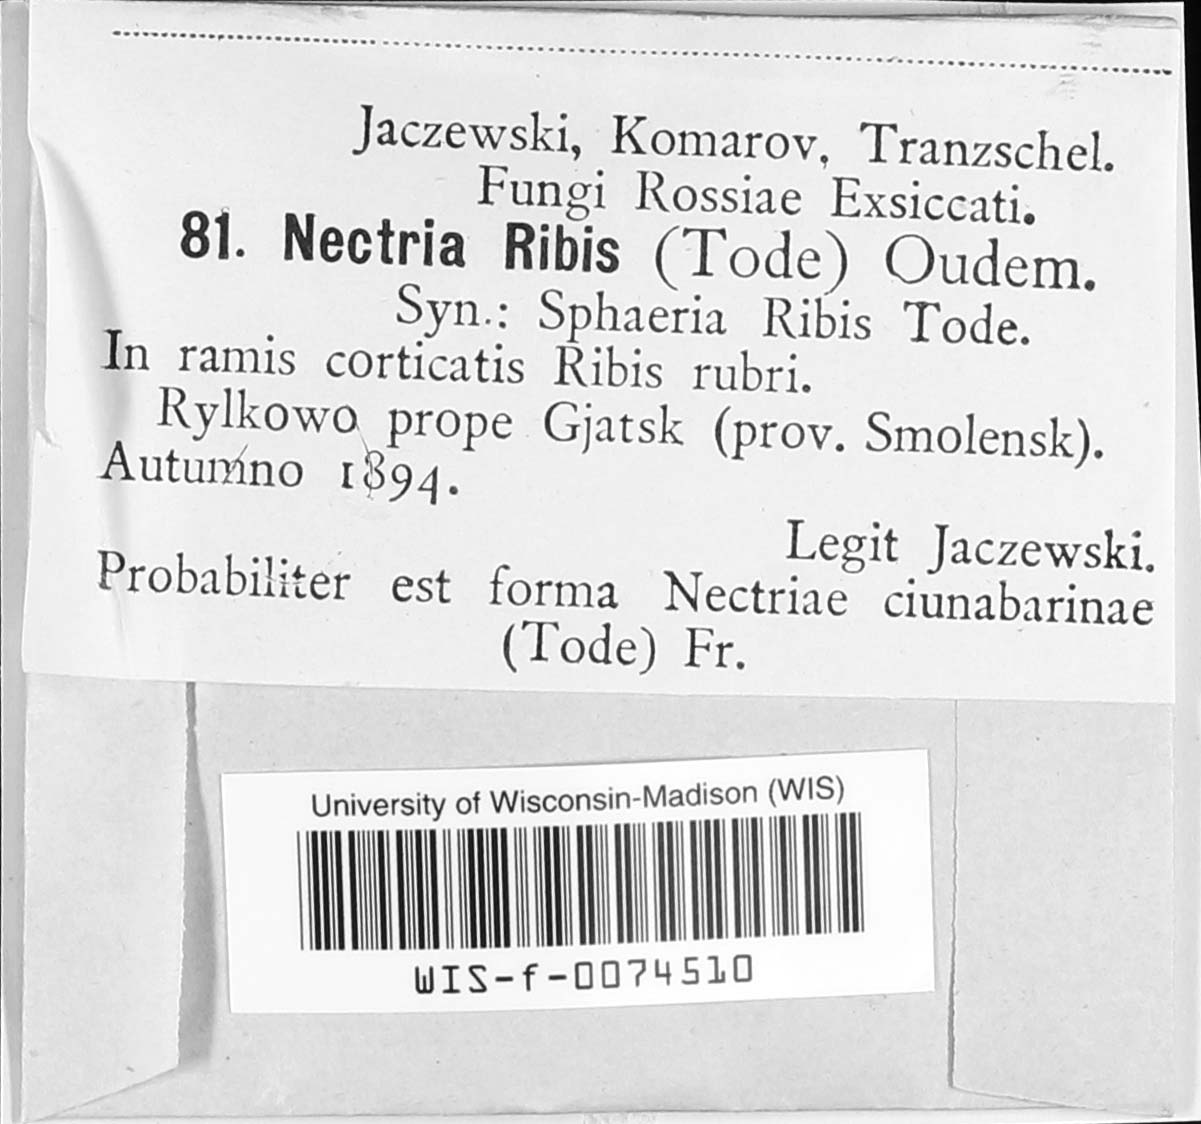 Jaczewski, Komarov, Tranzschel.
Fungi Rossiae Exsiccati.
81. Nectria Ribis (Tode) Oudem.
Syn.: Sphaeria Ribis Tode.
In ramis corticatis Ribis rubri.
Rylkowo prope Gjatsk (prov. Smolensk).
Autumno 1894.
Legit Jaczewski.
Probabiliter est forma Nectriae ciunabarinae
(Tode) Fr.
University of Wisconsin-Madison (WIS)
WIS-f-0074510